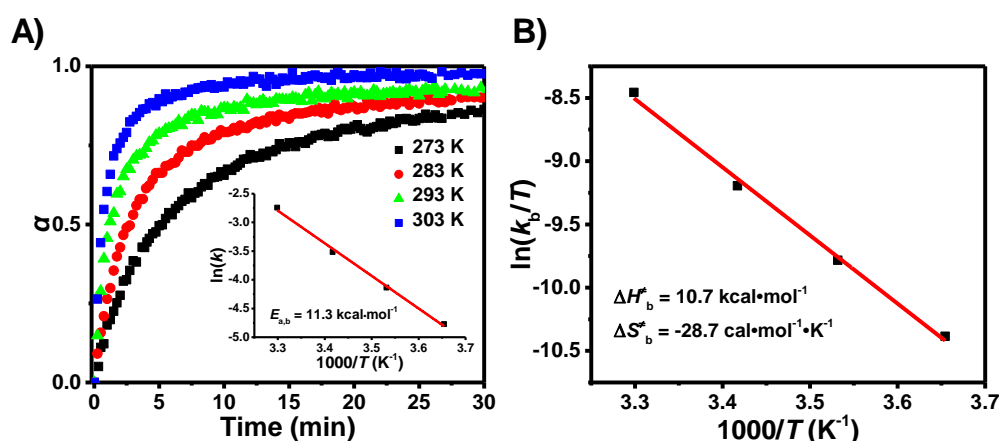 A)
α
1.0
0.5
0.0
0 5 10 15 20 25 30
Time (min)
273 K
283 K
293 K
303 K
ln(k)
-2.5
-3.0
-3.5
-4.0
-4.5
-5.0
Ea,b = 11.3 kcal·mol⁻¹
3.3 3.4 3.5 3.6 3.7
1000/T (K⁻¹)
B)
ln(kb/T)
-8.5
-9.0
-9.5
-10.0
-10.5
ΔH≠b = 10.7 kcal•mol⁻¹
ΔS≠b = -28.7 cal•mol⁻¹•K⁻¹
3.3 3.4 3.5 3.6 3.7
1000/T (K⁻¹)